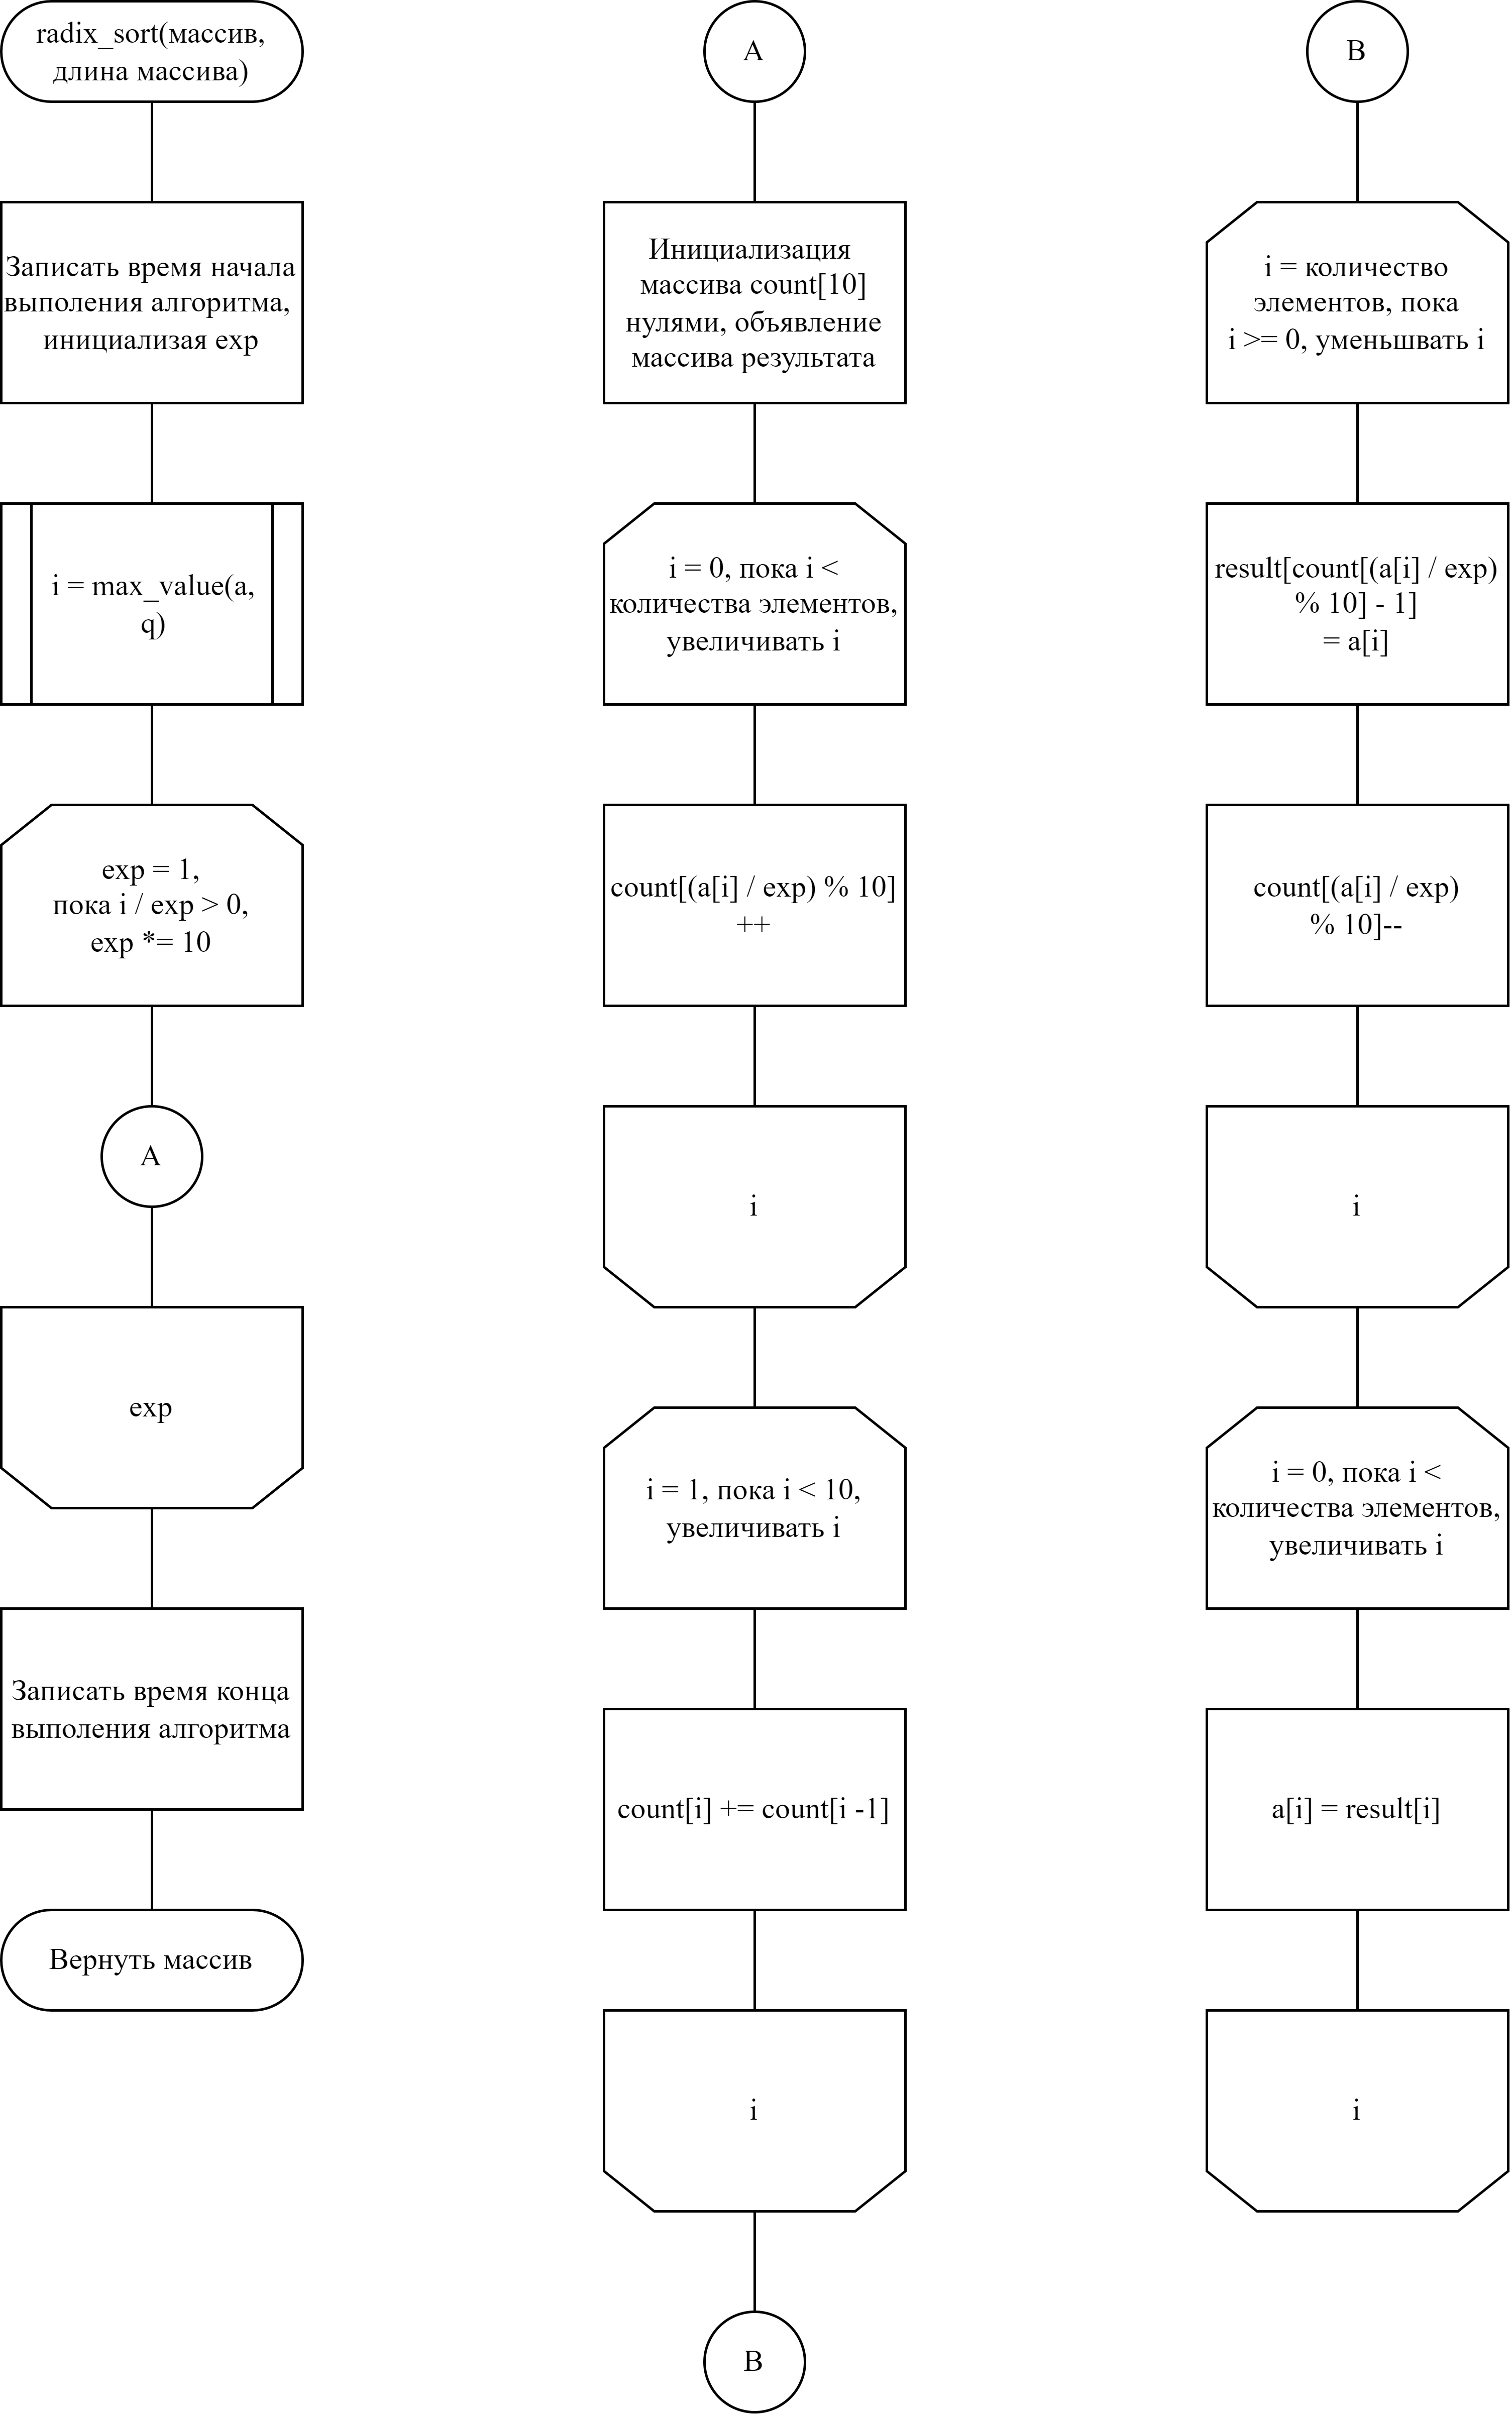 radix_sort(массив,
длина массива)
Записать время начала
выполения алгоритма,
инициализая exp
i = max_value(a,
q)
exp = 1,
пока i / exp > 0,
exp *= 10
A
exp
Записать время конца
выполения алгоритма
Вернуть массив
A
Инициализация
массива count[10]
нулями, объявление
массива результата
i = 0, пока i <
количества элементов,
увеличивать i
count[(a[i] / exp) % 10]
++
i
i = 1, пока i < 10,
увеличивать i
count[i] += count[i -1]
i
B
B
i = количество
элементов, пока
i >= 0, уменьшвать i
result[count[(a[i] / exp)
% 10] - 1]
= a[i]
count[(a[i] / exp)
% 10]--
i
i = 0, пока i <
количества элементов,
увеличивать i
a[i] = result[i]
i